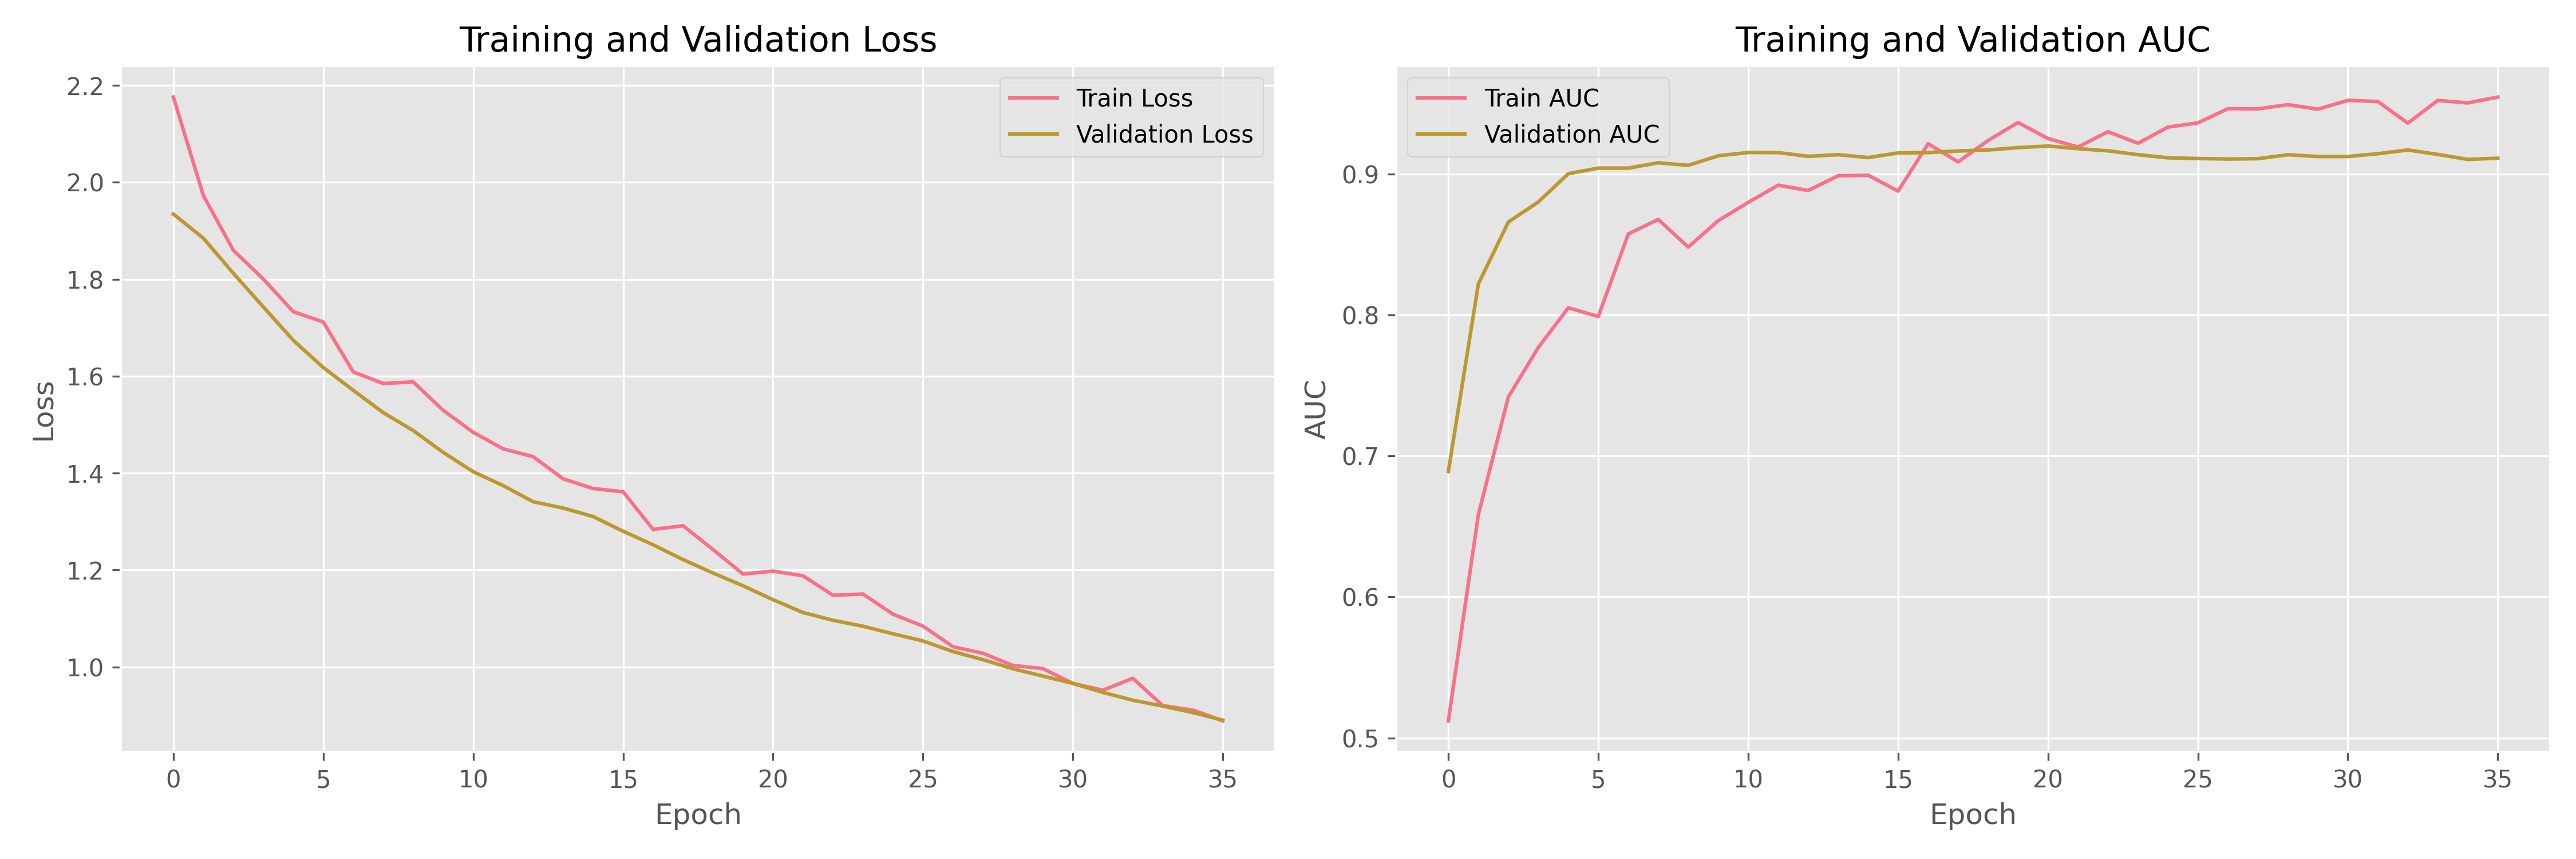 Training and Validation Loss
2.2
2.0
1.8
1.6
1.4
1.2
1.0
Loss
Train Loss
Validation Loss
0 5 10 15 20 25 30 35
Epoch
Training and Validation AUC
0.9
0.8
0.7
0.6
0.5
AUC
Train AUC
Validation AUC
0 5 10 15 20 25 30 35
Epoch